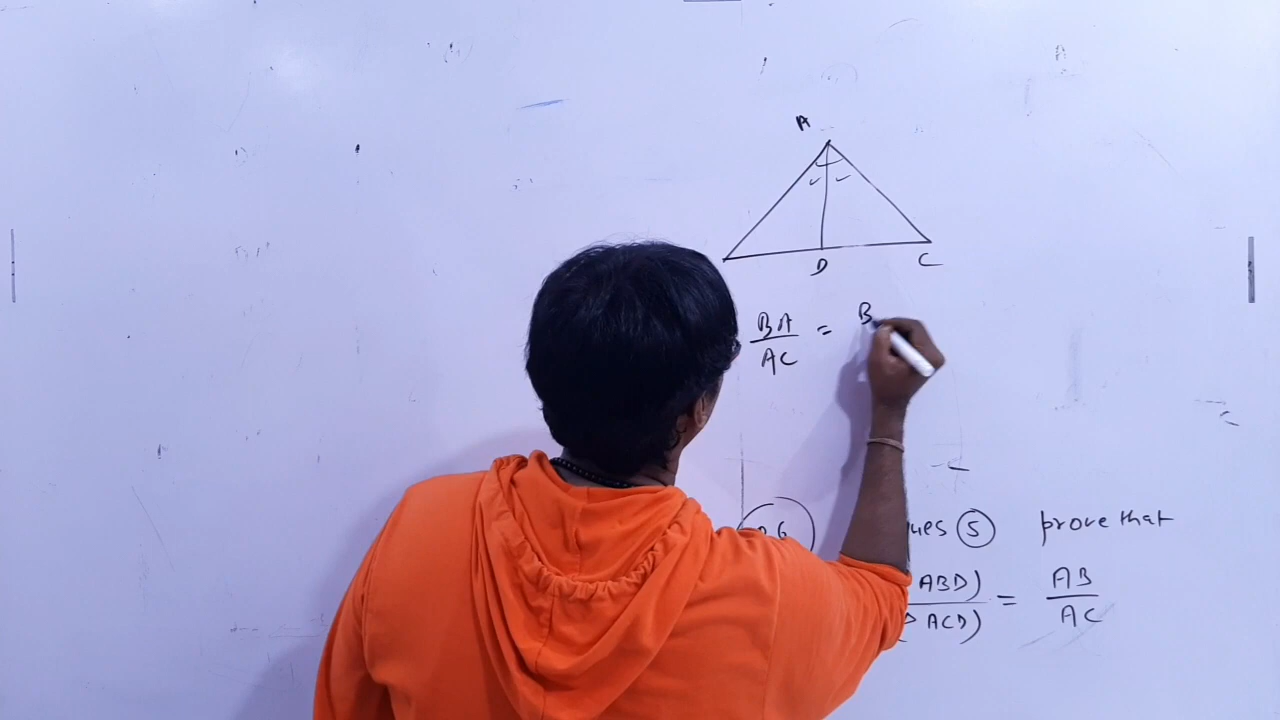 A
D C
BA = B
AC
ques 5 prove that
ABD) = AB
ACD) AC